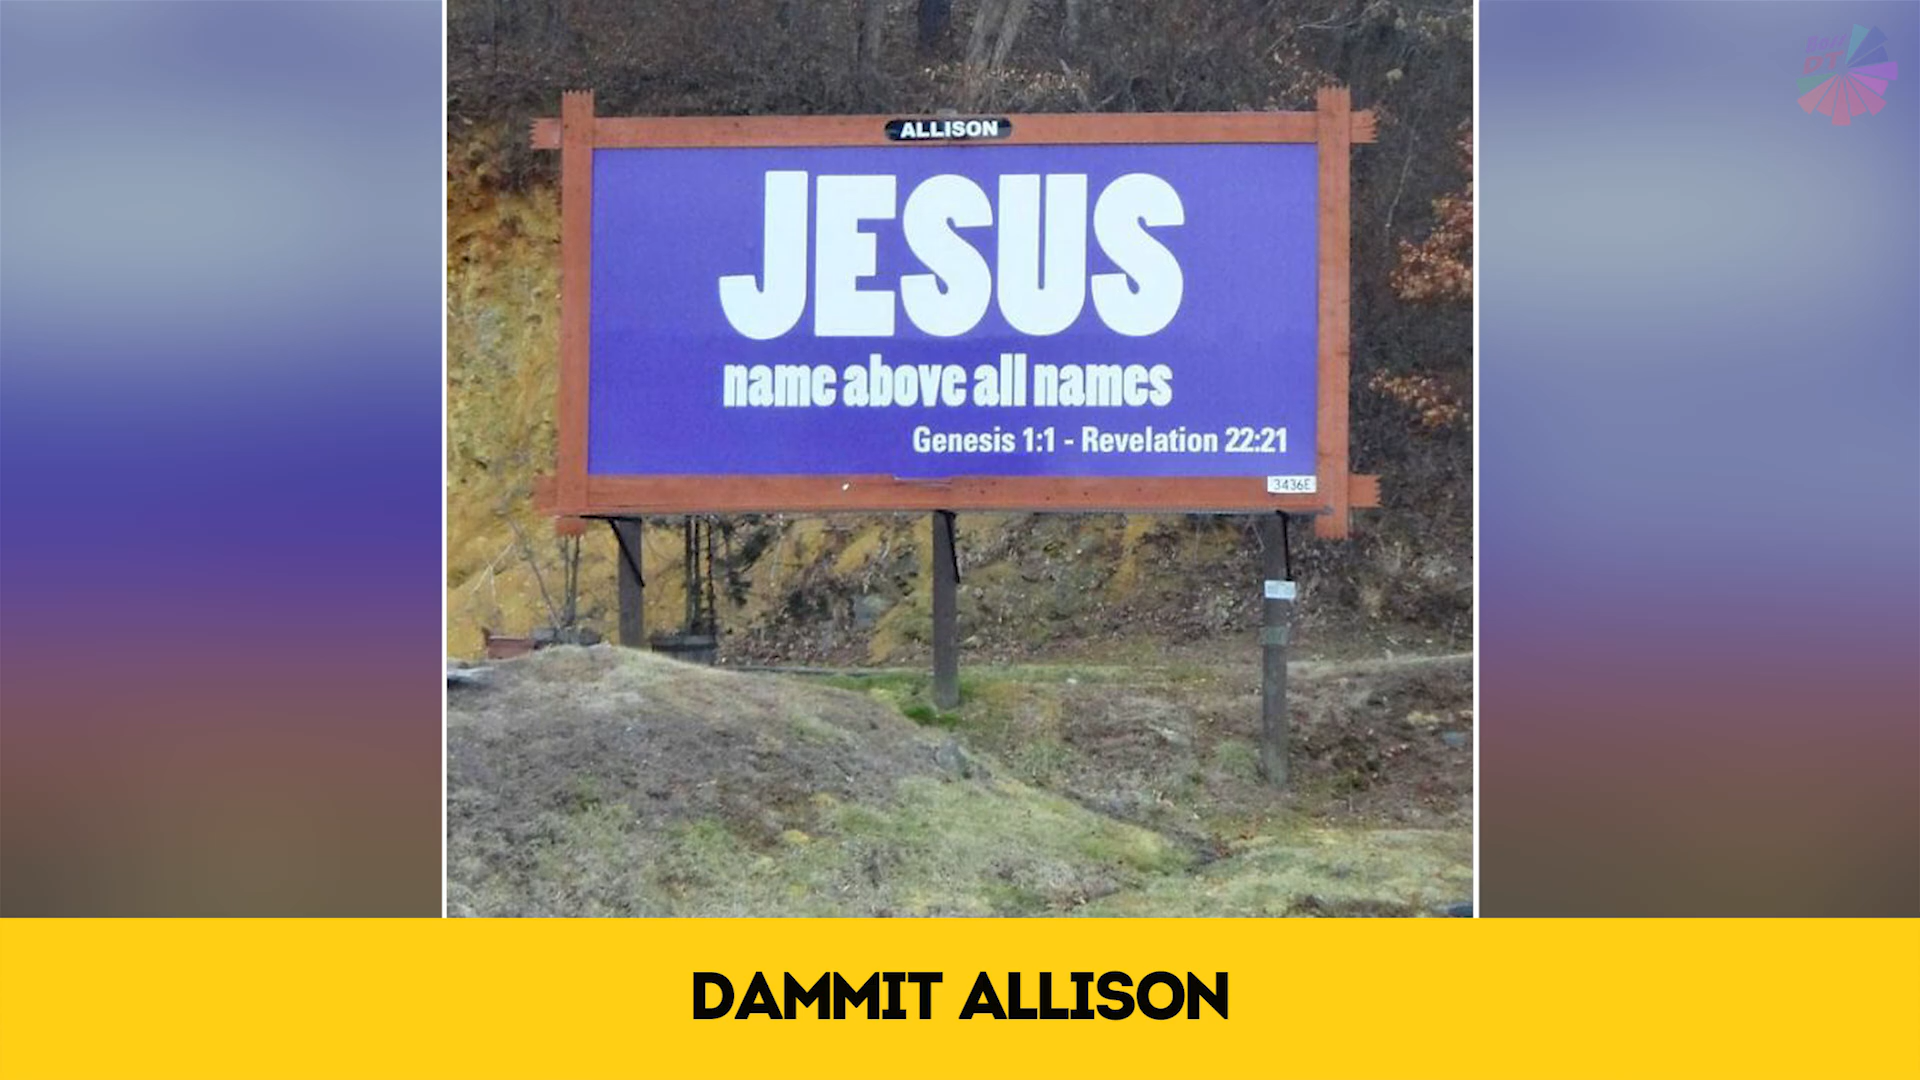 ALLISON
JESUS
name above all names
Genesis 1:1 - Revelation 22:21
3436E
DAMMIT ALLISON